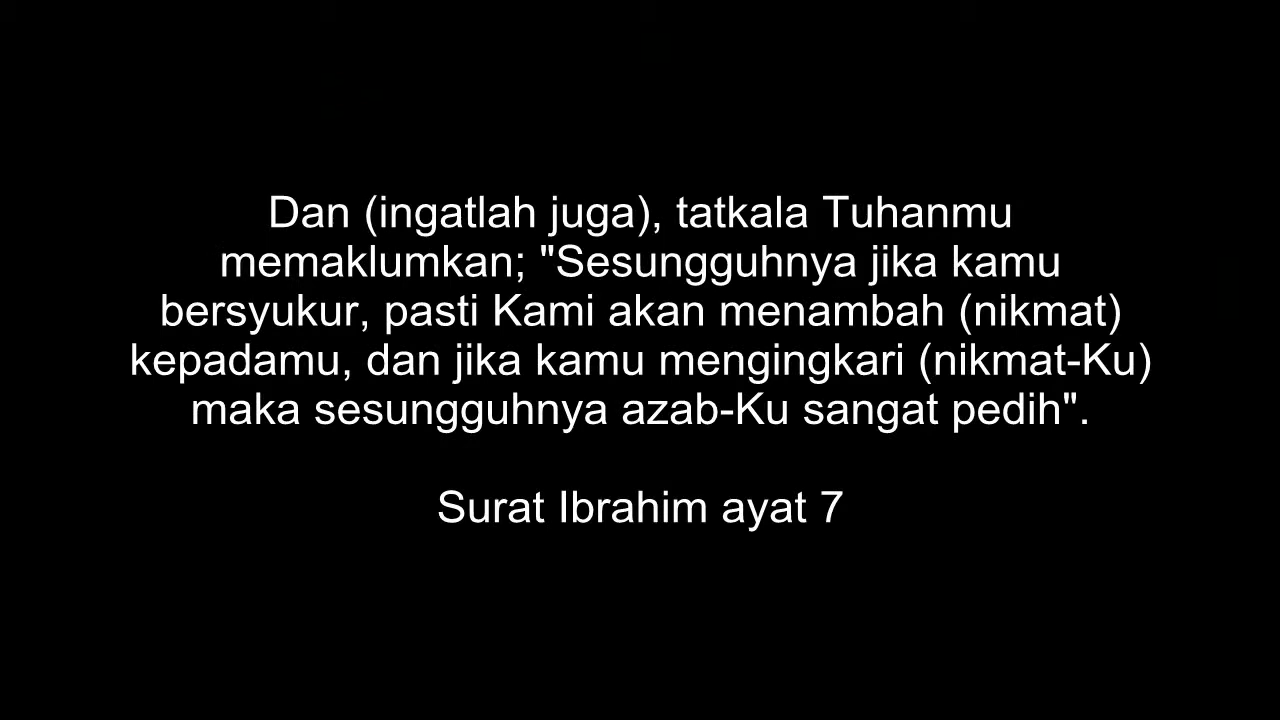 Dan (ingatlah juga), tatkala Tuhanmu
memaklumkan; "Sesungguhnya jika kamu
bersyukur, pasti Kami akan menambah (nikmat)
kepadamu, dan jika kamu mengingkari (nikmat-Ku)
maka sesungguhnya azab-Ku sangat pedih".
Surat Ibrahim ayat 7